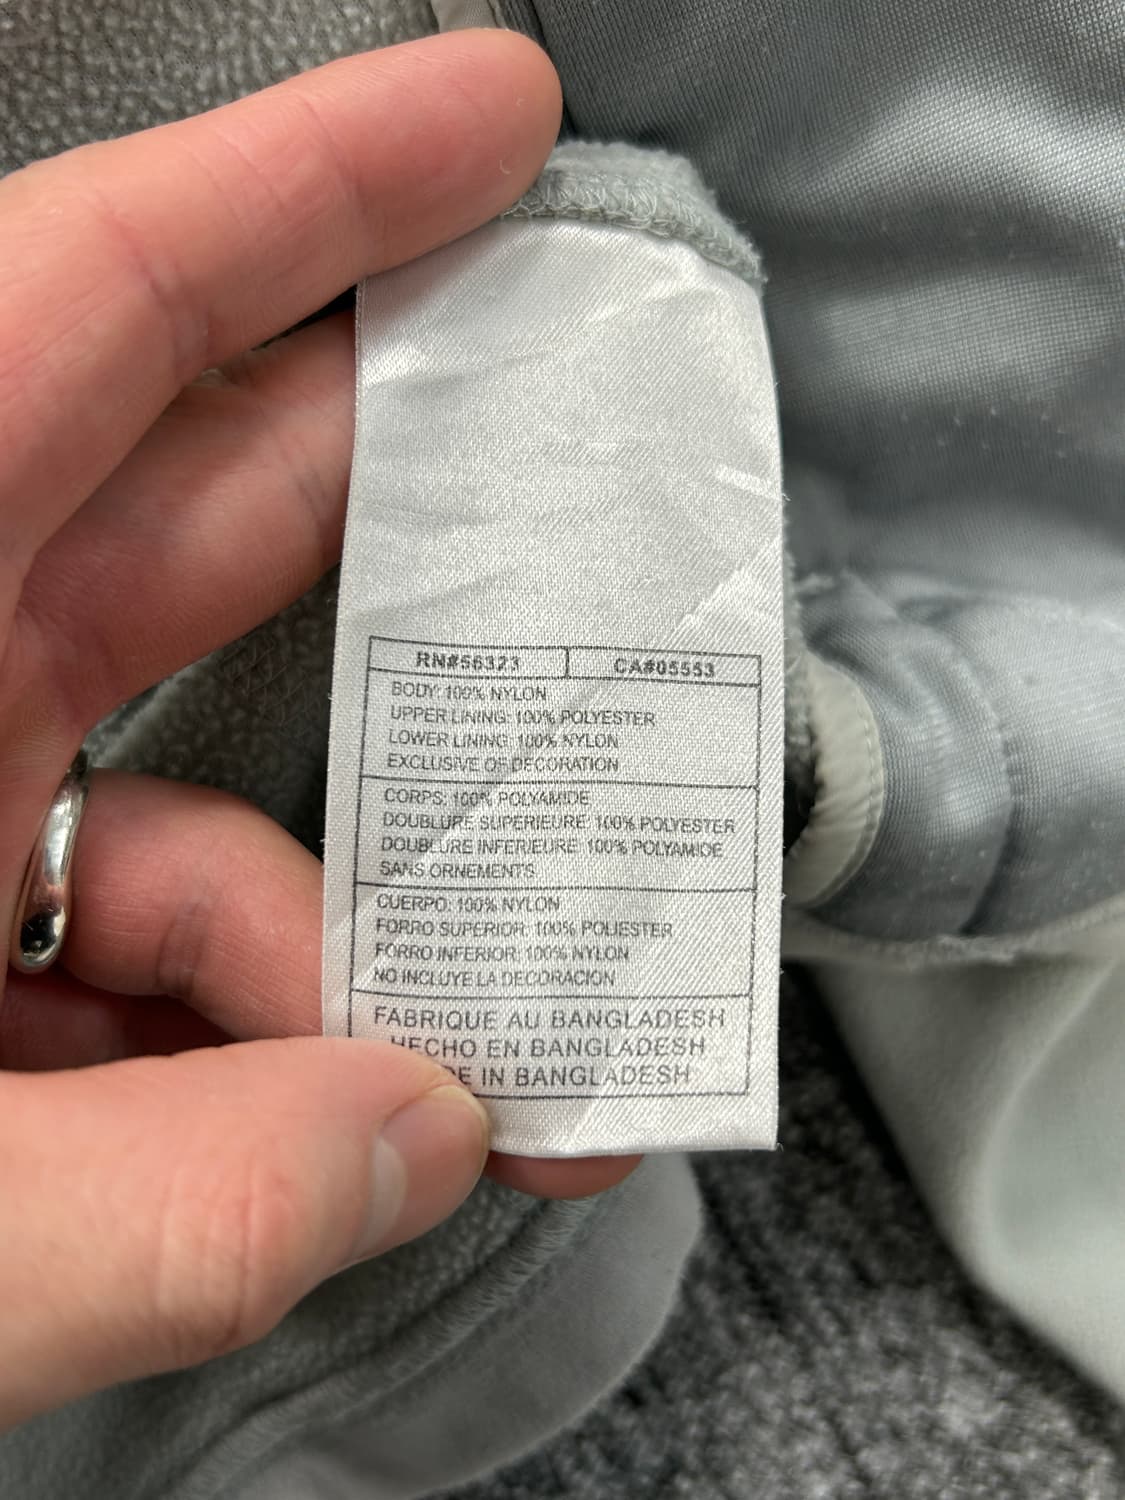 RN#56323 CA#05553
BODY: 100% NYLON
UPPER LINING: 100% POLYESTER
LOWER LINING: 100% NYLON
EXCLUSIVE OF DECORATION
CORPS: 100% POLYAMIDE
DOUBLURE SUPERIEURE: 100% POLYESTER
DOUBLURE INFERIEURE: 100% POLYAMIDE
SANS ORNEMENTS
CUERPO: 100% NYLON
FORRO SUPERIOR: 100% POLIESTER
FORRO INFERIOR: 100% NYLON
NO INCLUYE LA DECORACION
FABRIQUE AU BANGLADESH
HECHO EN BANGLADESH
IN BANGLADESH